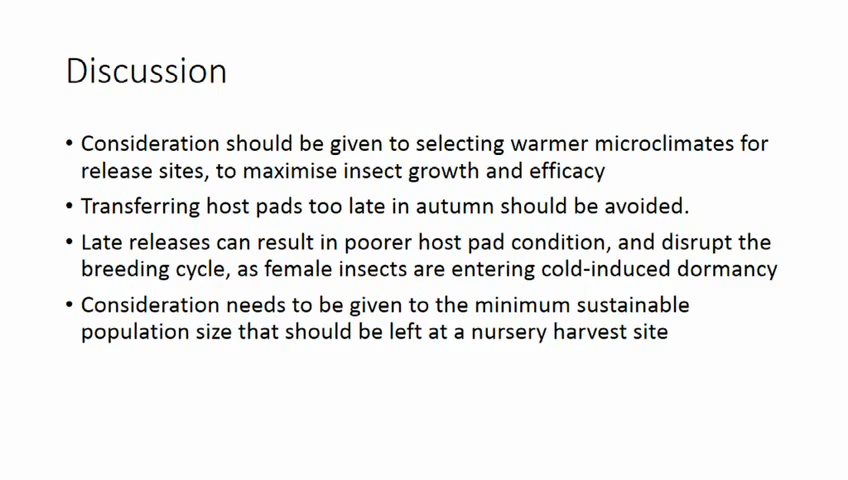 Discussion
• Consideration should be given to selecting warmer microclimates for
release sites, to maximise insect growth and efficacy
• Transferring host pads too late in autumn should be avoided.
• Late releases can result in poorer host pad condition, and disrupt the
breeding cycle, as female insects are entering cold-induced dormancy
• Consideration needs to be given to the minimum sustainable
population size that should be left at a nursery harvest site